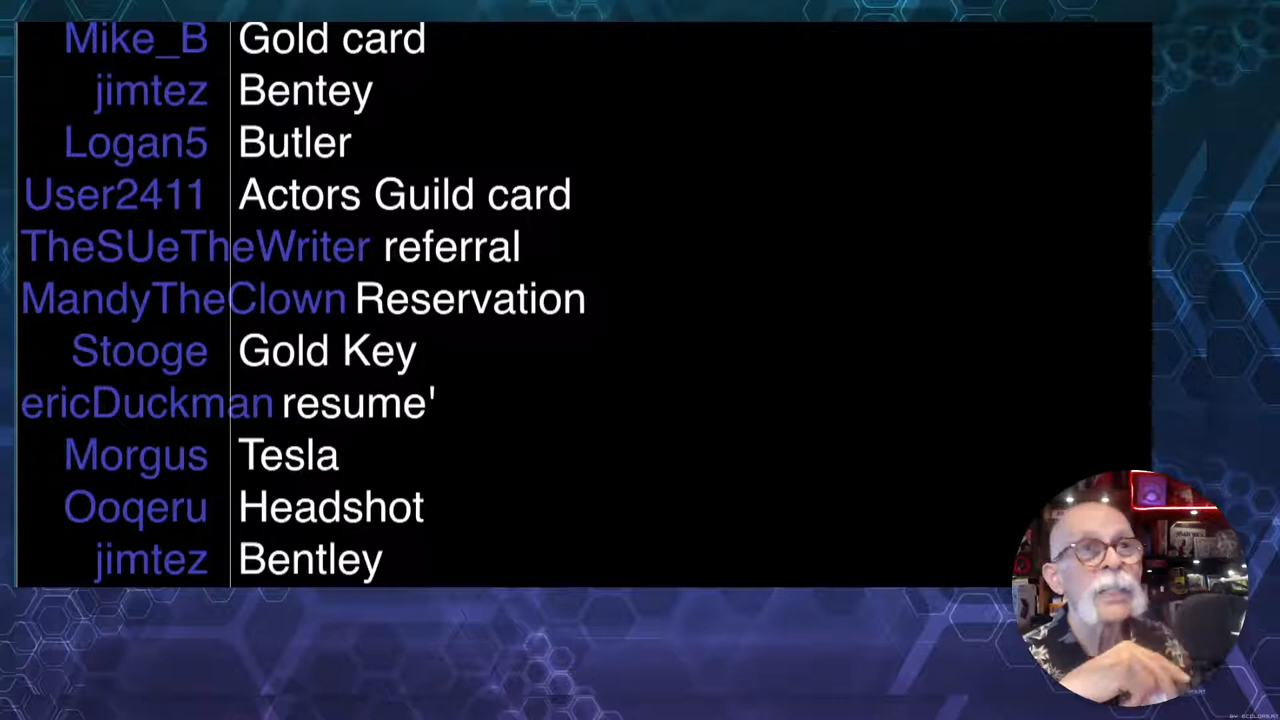 Mike_B Gold card
jimtez Bentey
Logan5 Butler
User2411 Actors Guild card
TheSUeTheWriter referral
MandyTheClown Reservation
Stooge Gold Key
ericDuckman resume'
Morgus Tesla
Ooqeru Headshot
jimtez Bentley